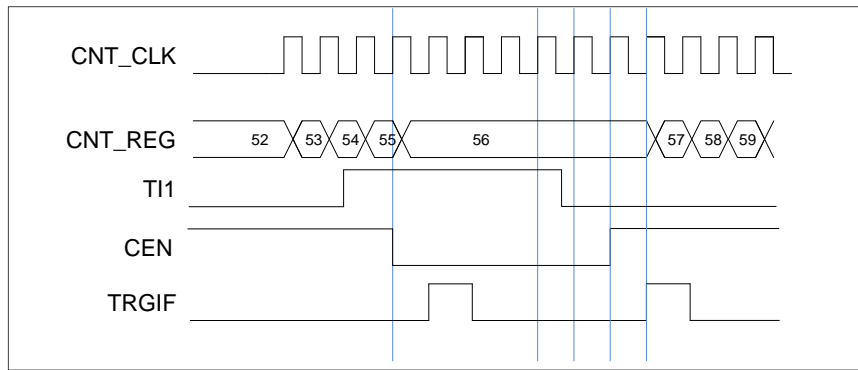 CNT_CLK
CNT_REG 52 53 54 55 56 57 58 59
TI1
CEN
TRGIF